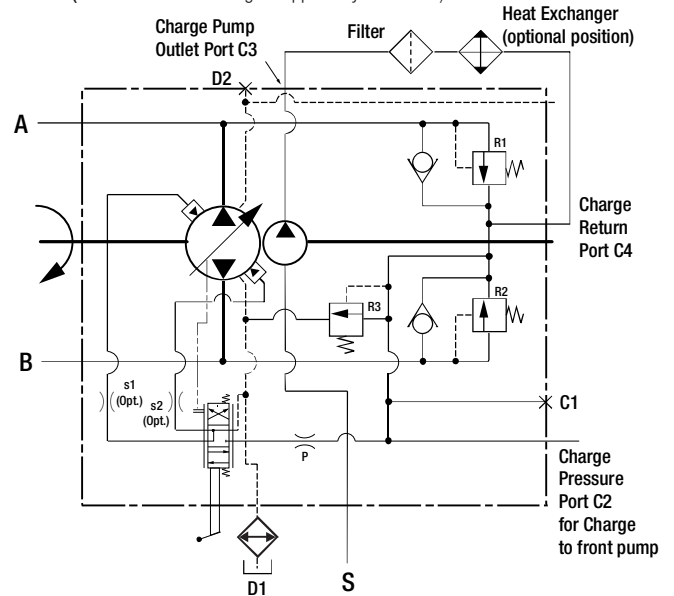 Charge Pump
Outlet Port C3
Filter
Heat Exchanger
(optional position)
D2
A
R1
Charge
Return
Port C4
R3
R2
B
s1
(Opt.)
s2
(Opt.)
C1
P
Charge
Pressure
Port C2
for Charge
to front pump
D1
S